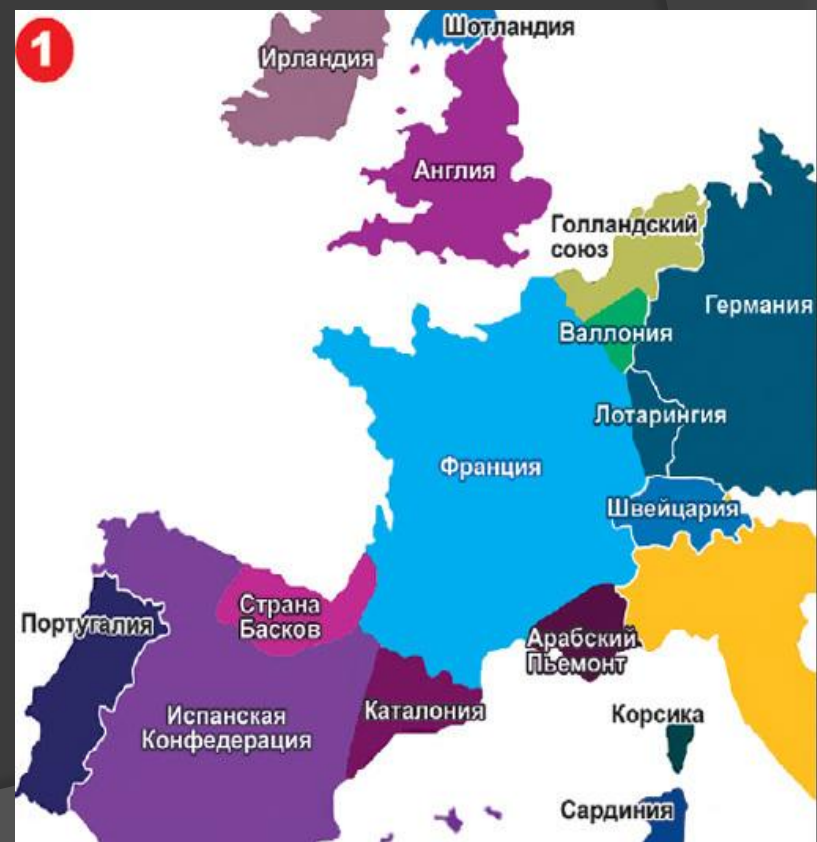 1
Шотландия
Ирландия
Англия
Голландский
союз
Германия
Валлония
Лотарингия
Франция
Швейцария
Страна
Басков
Португалия
Арабский
Пьемонт
Испанская
Конфедерация
Каталония
Корсика
Сардиния